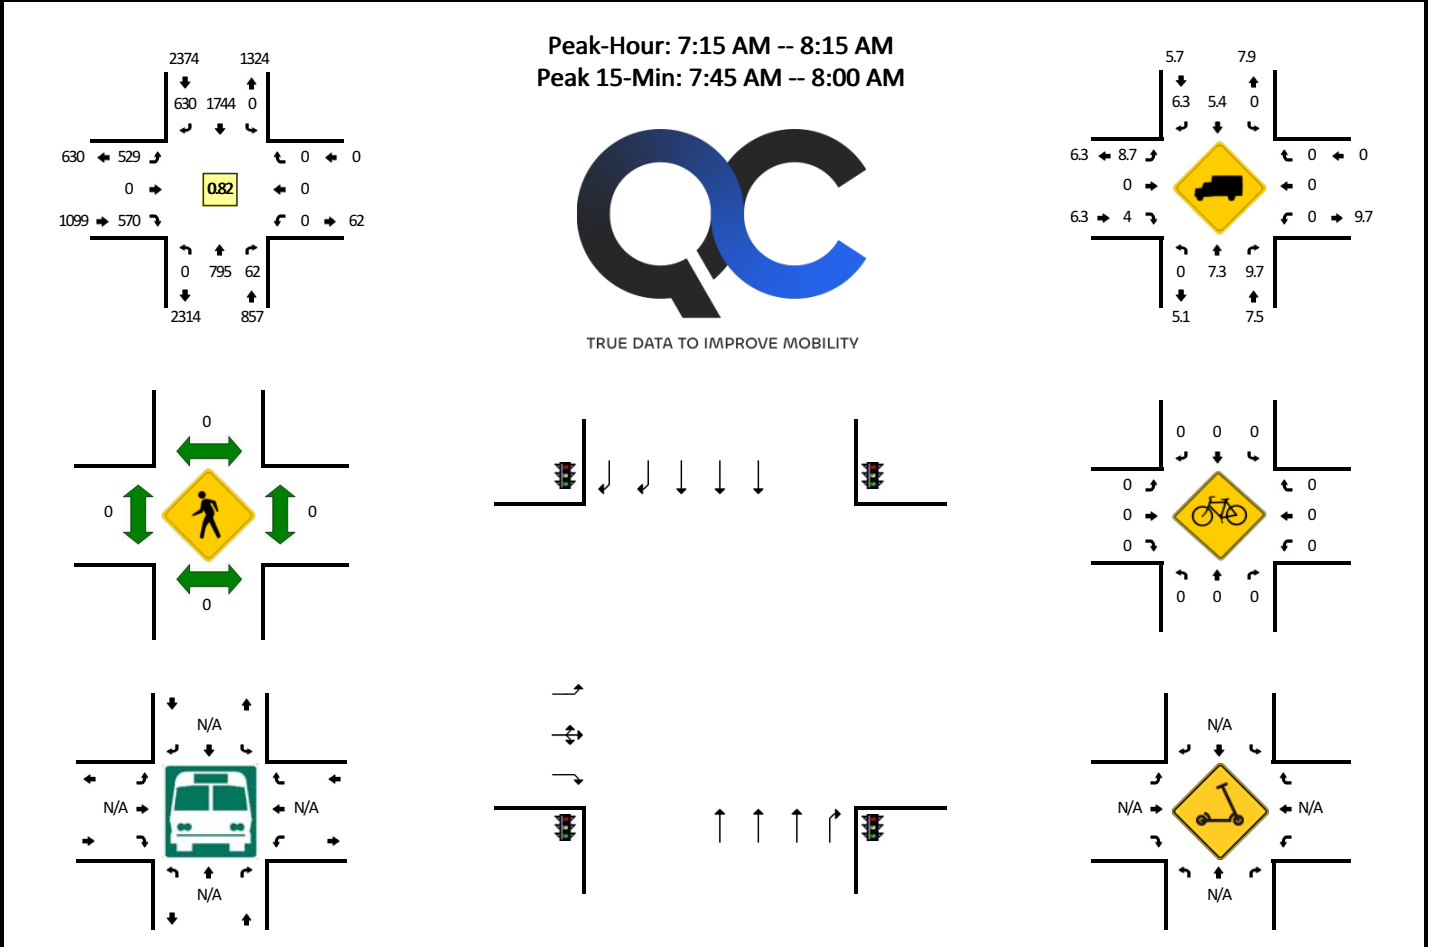 Peak-Hour: 7:15 AM -- 8:15 AM
Peak 15-Min: 7:45 AM -- 8:00 AM
2374 1324
630 1744 0
630 529 0 0
0 0.82 0
1099 570 0 62
0 795 62
2314 857
TRUE DATA TO IMPROVE MOBILITY
5.7 7.9
6.3 5.4 0
6.3 8.7 0 0
0 0
6.3 4 0 9.7
0 7.3 9.7
5.1 7.5
0
0 0
0
0 0 0
0 0
0 0
0 0
0 0 0
N/A
N/A N/A
N/A
N/A
N/A N/A
N/A